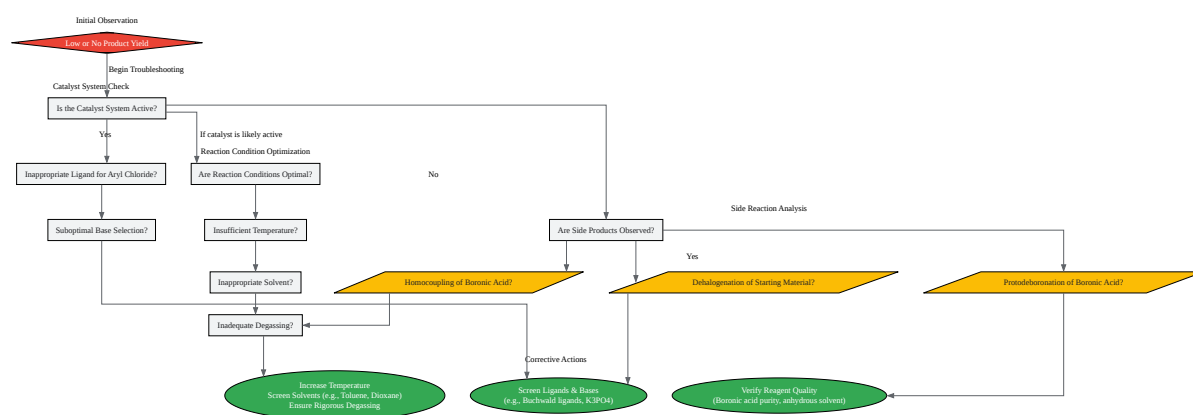 Initial Observation
Low or No Product Yield
Begin Troubleshooting
Catalyst System Check
Is the Catalyst System Active?
Yes
If catalyst is likely active
Reaction Condition Optimization
Inappropriate Ligand for Aryl Chloride?
Are Reaction Conditions Optimal?
No
Side Reaction Analysis
Suboptimal Base Selection?
Insufficient Temperature?
Are Side Products Observed?
Yes
Inappropriate Solvent?
Homocoupling of Boronic Acid?
Dehalogenation of Starting Material?
Protodeboronation of Boronic Acid?
Inadequate Degassing?
Corrective Actions
Increase Temperature
Screen Solvents (e.g., Toluene, Dioxane)
Ensure Rigorous Degassing
Screen Ligands & Bases
(e.g., Buchwald ligands, K3PO4)
Verify Reagent Quality
(Boronic acid purity, anhydrous solvent)